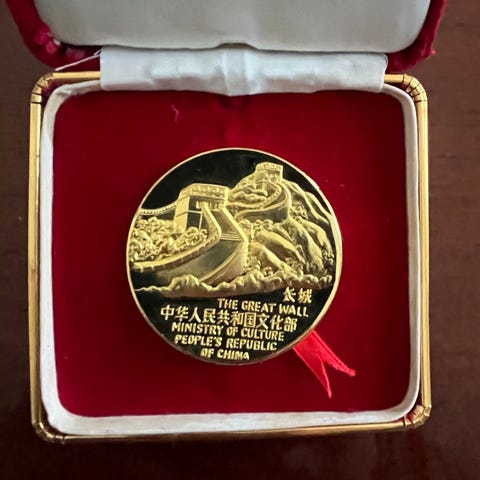 长城
THE GREAT WALL
中华人民共和国文化部
MINISTRY OF CULTURE
PEOPLE'S REPUBLIC
OF CHINA